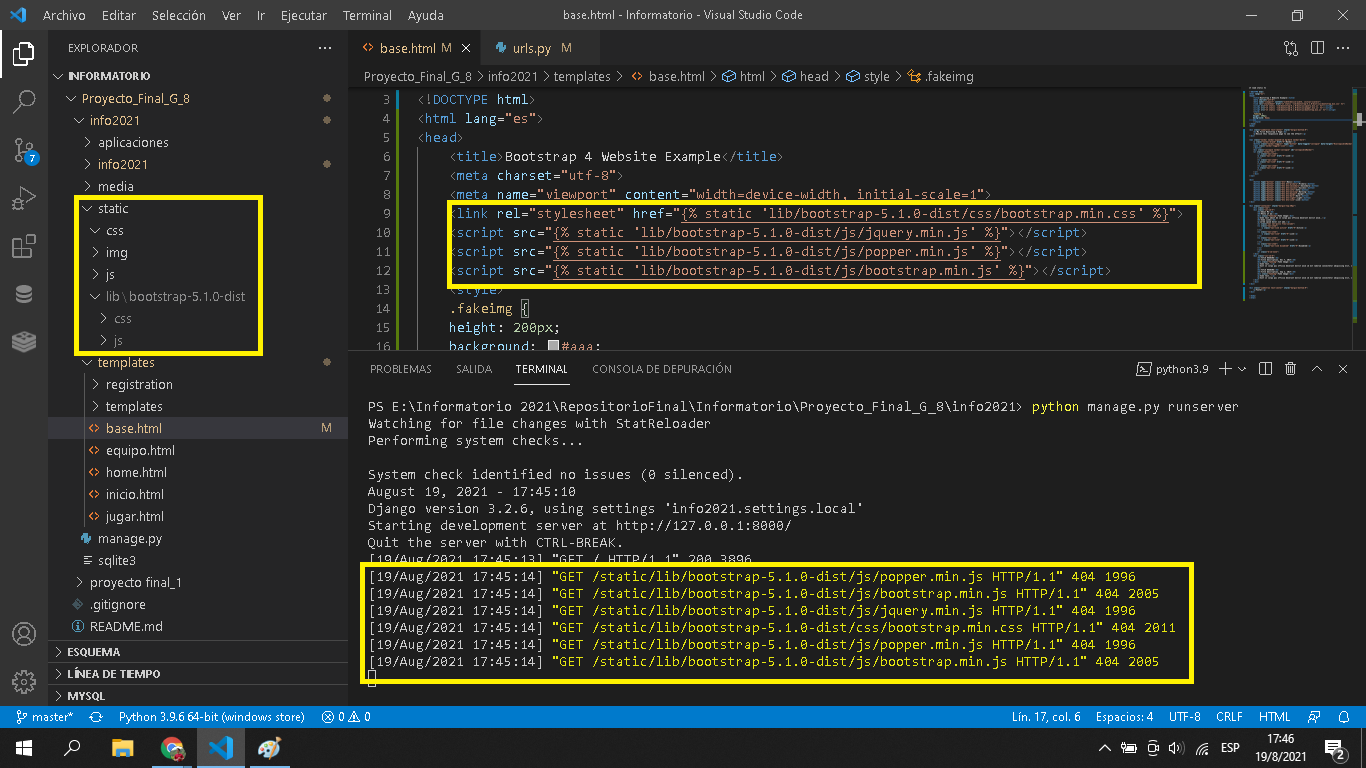 Archivo Editar Selección Ver Ir Ejecutar Terminal Ayuda
base.html - Informatorio - Visual Studio Code
EXPLORADOR
INFORMATORIO
Proyecto_Final_G_8
info2021
aplicaciones
info2021
media
static
css
img
js
lib\bootstrap-5.1.0-dist
css
js
templates
registration
templates
base.html M
equipo.html
home.html
inicio.html
jugar.html
manage.py
sqlite3
proyecto final_1
.gitignore
README.md
ESQUEMA
LÍNEA DE TIEMPO
MYSQL
7
base.html M
urls.py M
Proyecto_Final_G_8 > info2021 > templates > base.html > html > head > style > .fakeimg
3 <!DOCTYPE html>
4 <html lang="es">
5 <head>
6 <title>Bootstrap 4 Website Example</title>
7 <meta charset="utf-8">
8 <meta name="viewport" content="width=device-width, initial-scale=1">
9 <link rel="stylesheet" href="{% static 'lib/bootstrap-5.1.0-dist/css/bootstrap.min.css' %}">
10 <script src="{% static 'lib/bootstrap-5.1.0-dist/js/jquery.min.js' %}"></script>
11 <script src="{% static 'lib/bootstrap-5.1.0-dist/js/popper.min.js' %}"></script>
12 <script src="{% static 'lib/bootstrap-5.1.0-dist/js/bootstrap.min.js' %}"></script>
13 <style>
14 .fakeimg {
15 height: 200px;
16 background: #aaa;
PROBLEMAS SALIDA TERMINAL CONSOLA DE DEPURACIÓN
python3.9
PS E:\Informatorio 2021\RepositorioFinal\Informatorio\Proyecto_Final_G_8\info2021> python manage.py runserver
Watching for file changes with StatReloader
Performing system checks...
System check identified no issues (0 silenced).
August 19, 2021 - 17:45:10
Django version 3.2.6, using settings 'info2021.settings.local'
Starting development server at http://127.0.0.1:8000/
Quit the server with CTRL-BREAK.
[19/Aug/2021 17:45:13] "GET / HTTP/1.1" 200 3896
[19/Aug/2021 17:45:14] "GET /static/lib/bootstrap-5.1.0-dist/js/popper.min.js HTTP/1.1" 404 1996
[19/Aug/2021 17:45:14] "GET /static/lib/bootstrap-5.1.0-dist/js/bootstrap.min.js HTTP/1.1" 404 2005
[19/Aug/2021 17:45:14] "GET /static/lib/bootstrap-5.1.0-dist/js/jquery.min.js HTTP/1.1" 404 1996
[19/Aug/2021 17:45:14] "GET /static/lib/bootstrap-5.1.0-dist/css/bootstrap.min.css HTTP/1.1" 404 2011
[19/Aug/2021 17:45:14] "GET /static/lib/bootstrap-5.1.0-dist/js/popper.min.js HTTP/1.1" 404 1996
[19/Aug/2021 17:45:14] "GET /static/lib/bootstrap-5.1.0-dist/js/bootstrap.min.js HTTP/1.1" 404 2005
master* Python 3.9.6 64-bit (windows store) 0 0
Lín. 17, col. 6 Espacios: 4 UTF-8 CRLF HTML
ESP
17:46
19/8/2021
2